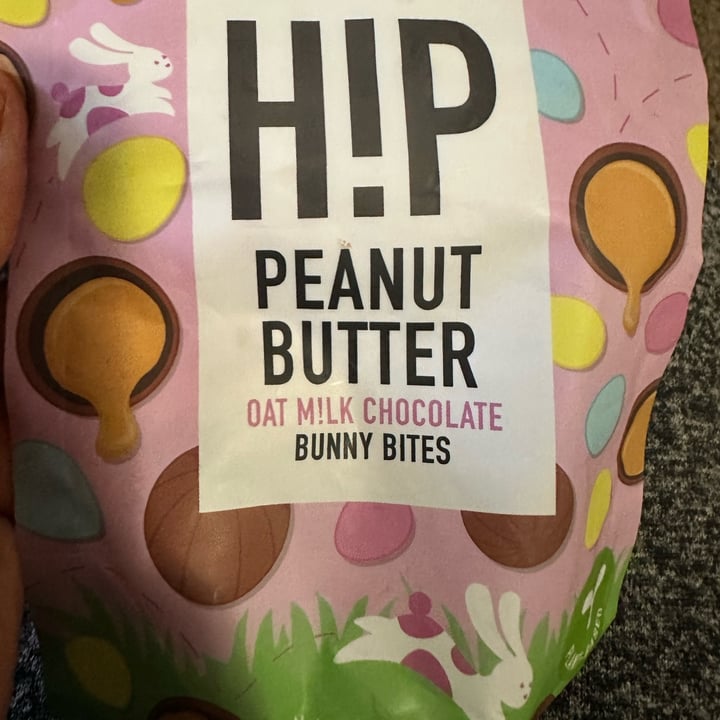 H!P
PEANUT
BUTTER
OAT M!LK CHOCOLATE
BUNNY BITES